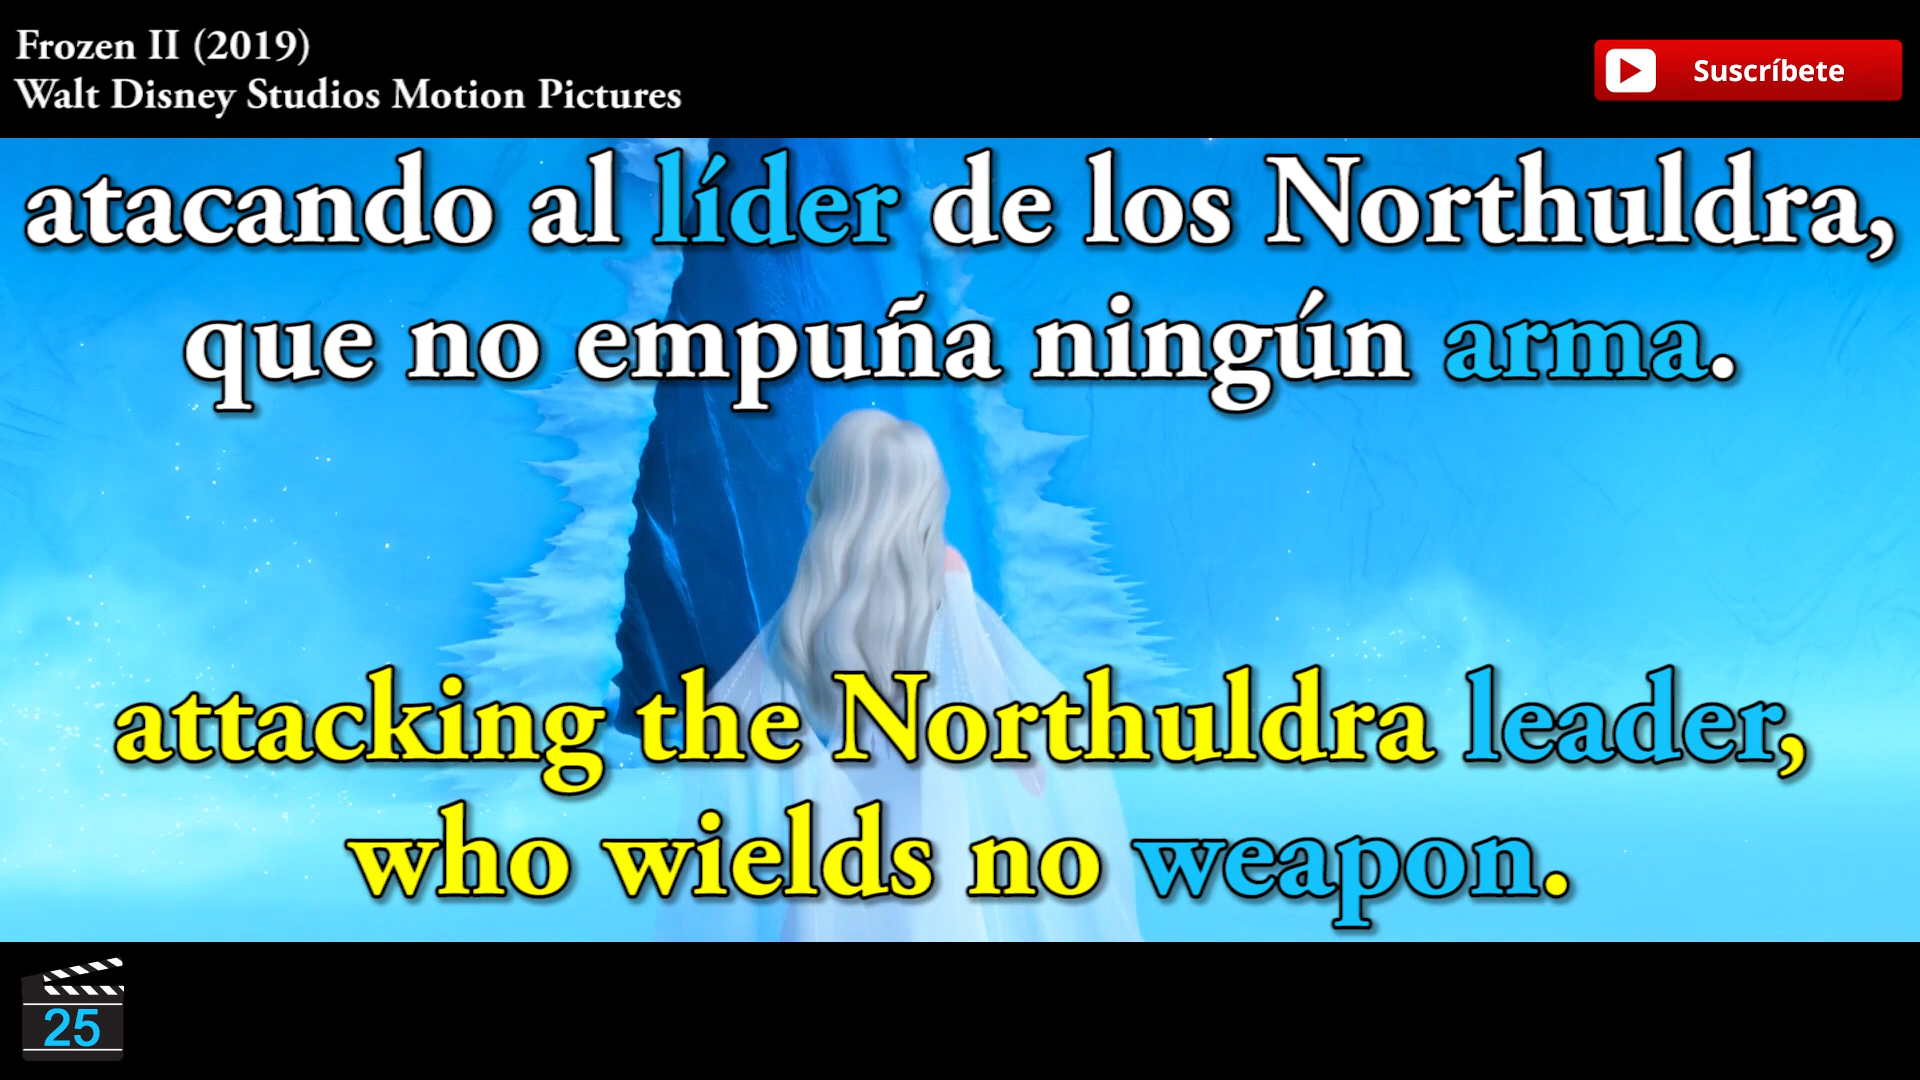 Frozen II (2019)
Walt Disney Studios Motion Pictures
Suscríbete
atacando al líder de los Northuldra,
que no empuña ningún arma.
attacking the Northuldra leader,
who wields no weapon.
25